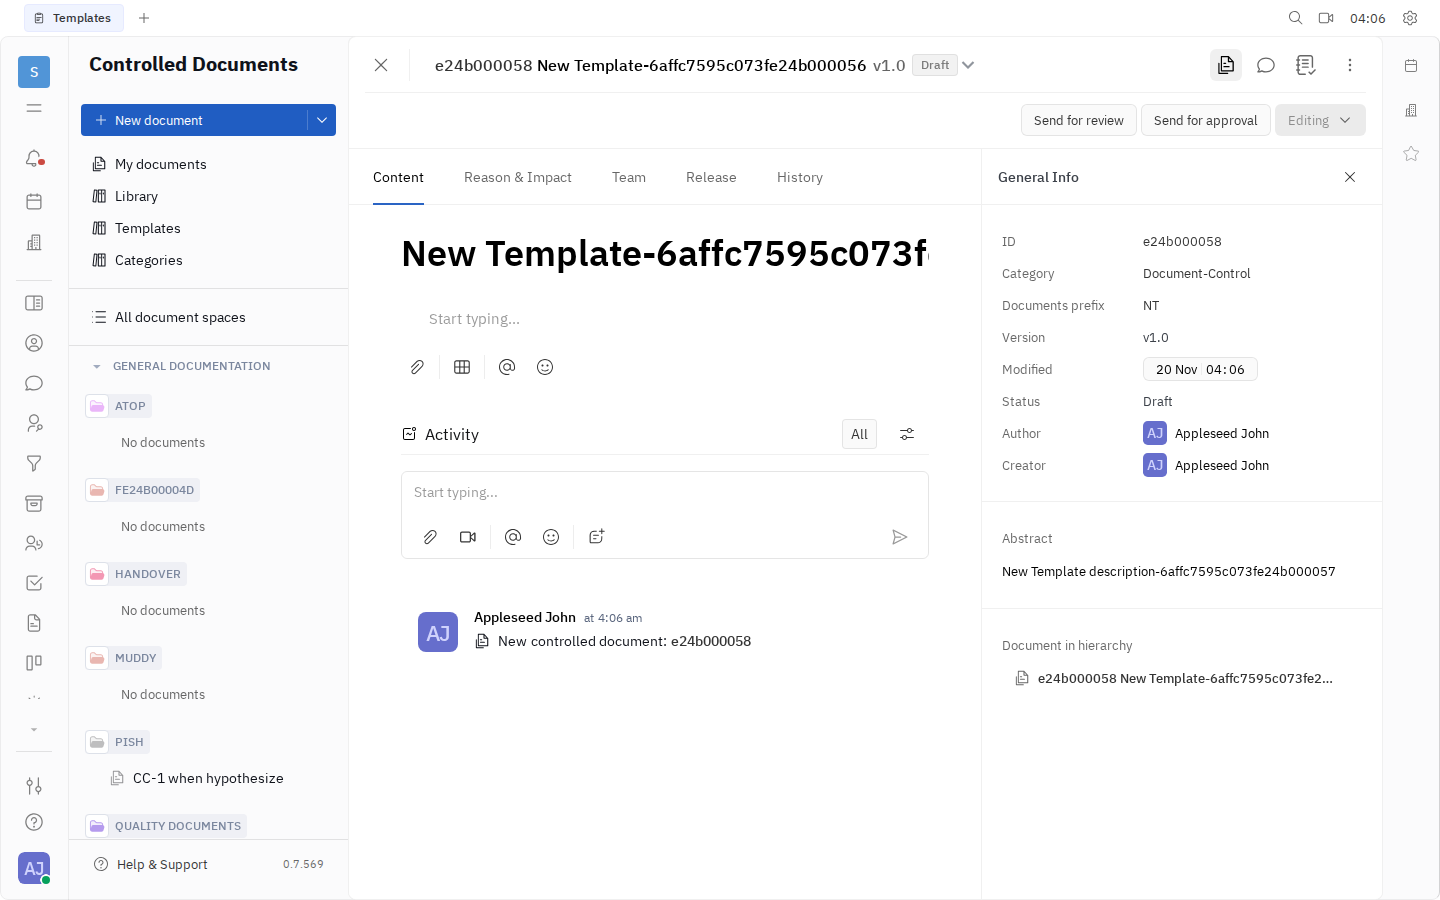 Templates
04:06
S
Controlled Documents
New document
My documents
Library
Templates
Categories
All document spaces
GENERAL DOCUMENTATION
ATOP
No documents
FE24B00004D
No documents
HANDOVER
No documents
MUDDY
No documents
PISH
CC-1 when hypothesize
QUALITY DOCUMENTS
Help & Support
0.7.569
AJ
e24b000058 New Template-6affc7595c073fe24b000056 v1.0 Draft
Send for review
Send for approval
Editing
Content
Reason & Impact
Team
Release
History
New Template-6affc7595c073f
Start typing...
Activity
All
Start typing...
AJ
Appleseed John at 4:06 am
New controlled document: e24b000058
General Info
ID e24b000058
Category Document-Control
Documents prefix NT
Version v1.0
Modified 20 Nov 04:06
Status Draft
Author AJ Appleseed John
Creator AJ Appleseed John
Abstract
New Template description-6affc7595c073fe24b000057
Document in hierarchy
e24b000058 New Template-6affc7595c073fe2...